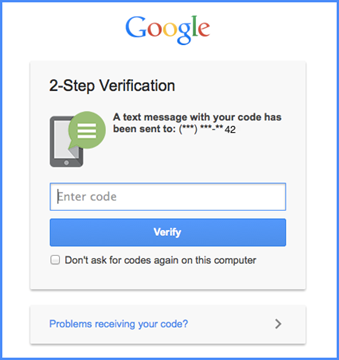 Google
2-Step Verification
A text message with your code has
been sent to: (***) ***-** 42
Enter code
Verify
Don't ask for codes again on this computer
Problems receiving your code?